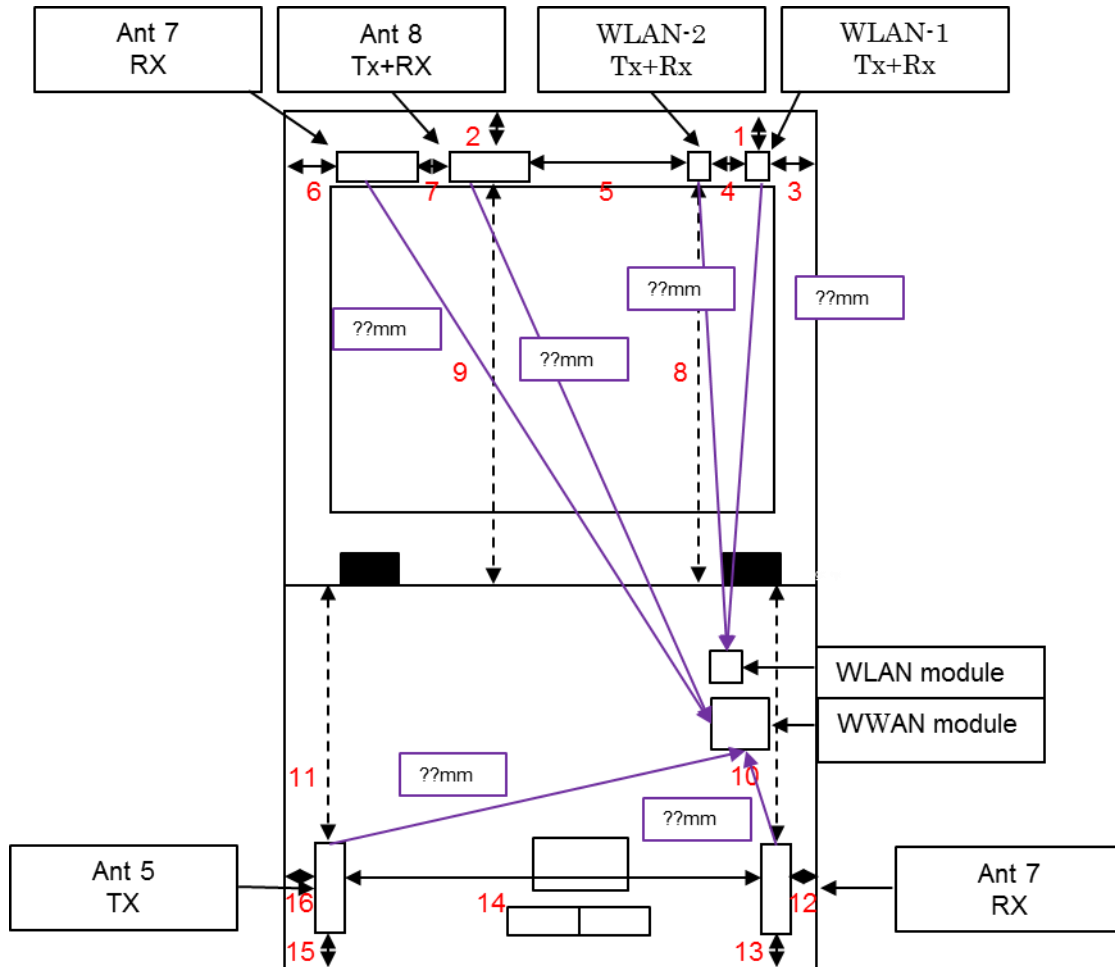 Ant 7
RX
Ant 8
Tx+RX
WLAN-2
Tx+Rx
WLAN-1
Tx+Rx
2
1
6
7
5
4
3
??mm
??mm
??mm
??mm
9
8
WLAN module
WWAN module
10
11
??mm
??mm
Ant 5
TX
16
14
12
Ant 7
RX
15
13